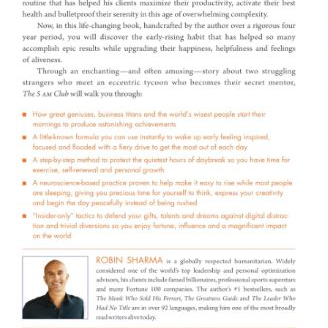 routine that has helped his clients maximize their productivity, activate their best
health and bulletproof their serenity in this age of overwhelming complexity.
Now, in this life-changing book, handcrafted by the author over a rigorous four
year period, you will discover the early-rising habit that has helped so many
accomplish epic results while upgrading their happiness, helpfulness and feelings
of aliveness.
Through an enchanting—and often amusing—story about two struggling
strangers who meet an eccentric tycoon who becomes their secret mentor,
The 5 AM Club will walk you through:
How great geniuses, business titans and the world's wisest people start their
mornings to produce astonishing achievements
A little-known formula you can use instantly to wake up early feeling inspired,
focused and flooded with a fiery drive to get the most out of each day
A step-by-step method to protect the quietest hours of daybreak so you have time for
exercise, self-renewal and personal growth
A neuroscience-based practice proven to help make it easy to rise while most people
are sleeping, giving you precious time for yourself to think, express your creativity
and begin the day peacefully instead of being rushed
"Insider-only" tactics to defend your gifts, talents and dreams against digital distrac-
tion and trivial diversions so you enjoy fortune, influence and a magnificent impact
on the world
ROBIN SHARMA is a globally respected humanitarian. Widely
considered one of the world's top leadership and personal optimization
advisors, his clients include famed billionaires, professional sports superstars
and many Fortune 100 companies. The author's #1 bestsellers, such as
The Monk Who Sold His Ferrari, The Greatness Guide and The Leader Who
Had No Title are in over 92 languages, making him one of the most broadly
read writers alive today.